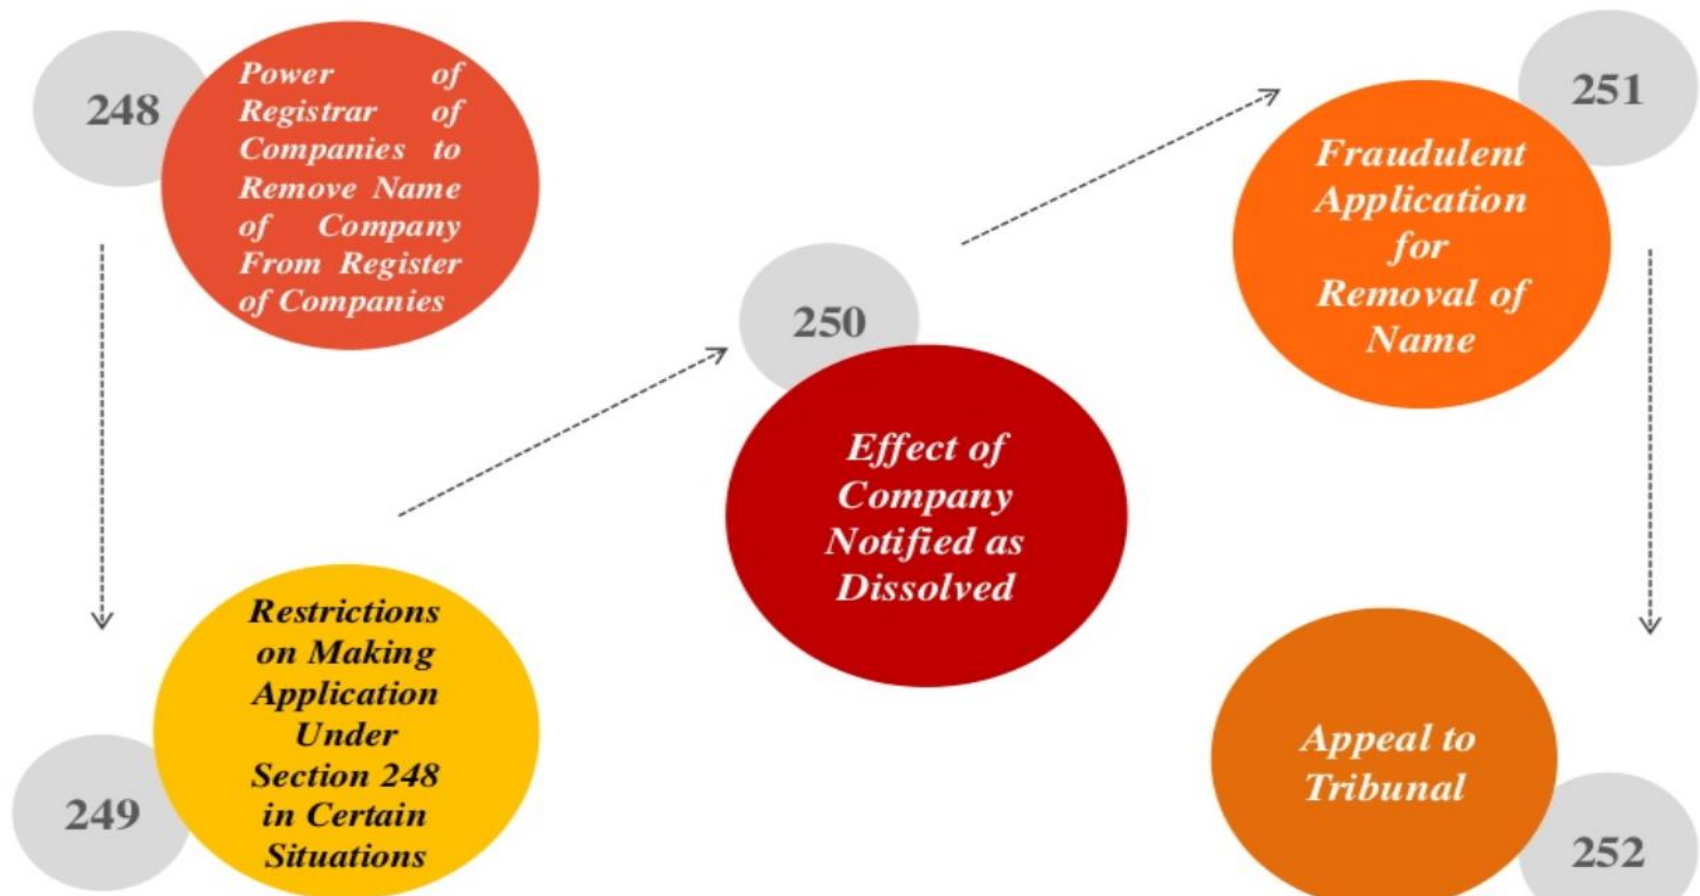 248
Power of
Registrar of
Companies to
Remove Name
of Company
From Register
of Companies
249
Restrictions
on Making
Application
Under
Section 248
in Certain
Situations
250
Effect of
Company
Notified as
Dissolved
251
Fraudulent
Application
for
Removal of
Name
Appeal to
Tribunal
252